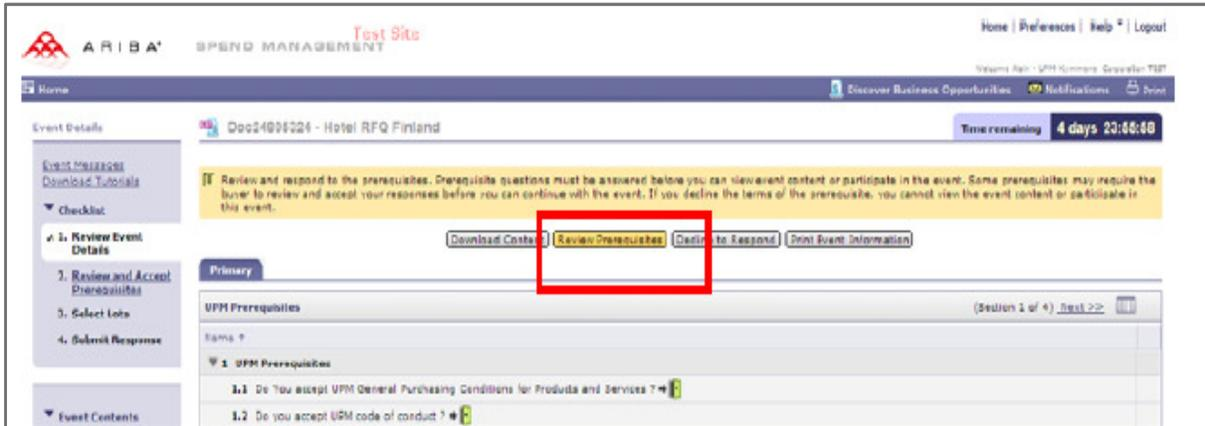 Test Site
Home | Preferences | Help | Logout
ARIBA SPEND MANAGEMENT
Home
Discover Business Opportunities Notifications Print
Event Details
Doc24806324 - Hotel RFQ Finland
Time remaining 4 days 23:55:58
Event Messages
Download Tutorials
Review and respond to the prerequisites. Prerequisite questions must be answered before you can view event content or participate in the event. Some prerequisites may require the
buyer to review and accept your responses before you can continue with the event. If you decline the terms of the prerequisite, you cannot view the event content or participate in
this event.
Checklist
1. Review Event
Details
2. Review and Accept
Prerequisites
3. Select Lots
4. Submit Response
Download Content Review Prerequisites Decline to Respond Print Event Information
Primary
UPM Prerequisites
(Section 1 of 4) Next >>
Name ↑
1 UPM Prerequisites
1.1 Do You accept UPM General Purchasing Conditions for Products and Services ?
1.2 Do you accept UPM code of conduct ?
Event Contents